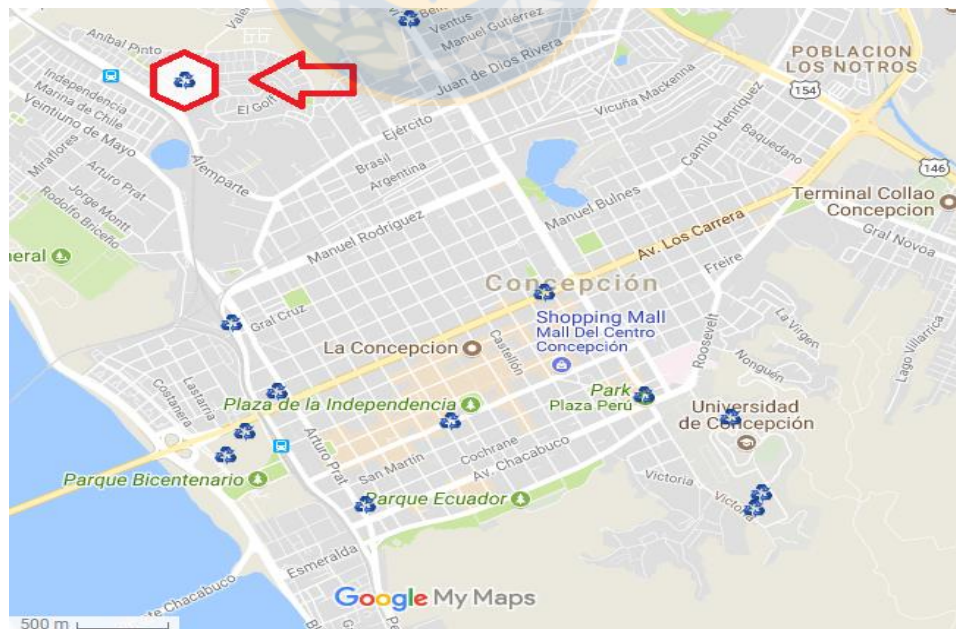 Ventus
Manuel Gutiérrez
Aníbal Pinto
Juan de Dios Rivera
POBLACION
LOS NOTROS
154
Independencia
Marina de Chile
Veintiuno de Mayo
El Golf
Vicuña Mackenna
Camilo Henriquez
Baquedano
Ejército
Miraflores
Alemparte
Brasil
Argentina
146
Arturo Prat
Jorge Montt
Rodolfo Briceño
Manuel Bulnes
Terminal Collao
Concepcion
Manuel Rodríguez
Av. Los Carrera
Gral Novoa
neral
Freire
Concepción
Gral Cruz
Shopping Mall
Mall Del Centro
Concepción
La Concepcion
Castellón
La Virgen
Roosevelt
Nonguén
Lago Villarrica
Costanera
Lastarria
Plaza de la Independencia
Park
Plaza Perú
Universidad
de Concepción
Arturo Prat
Cochrane
San Martin
Av. Chacabuco
Parque Bicentenario
Victoria
Victoria
Parque Ecuador
Esmeralda
Google My Maps
te Chacabuco
500 m